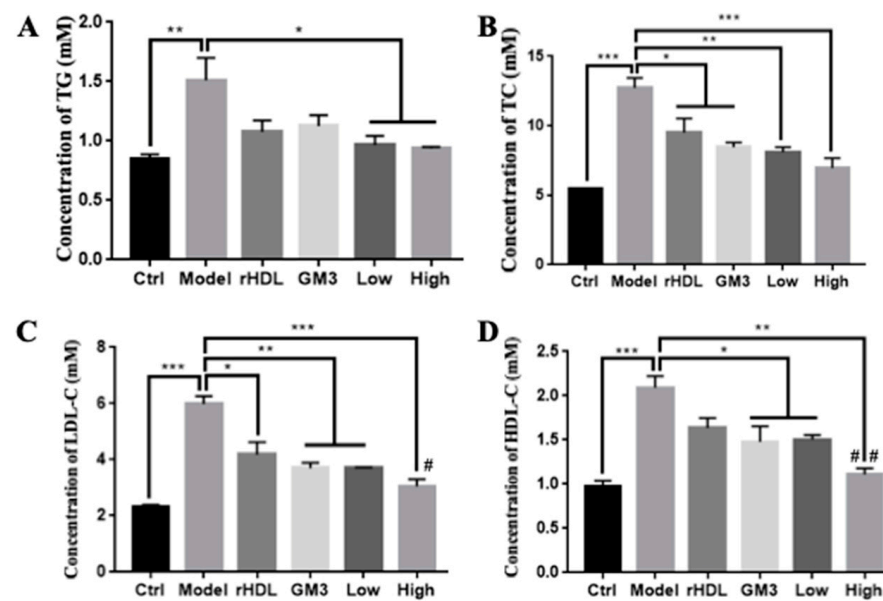 A
Concentration of TG (mM)
2.0
1.5
1.0
0.5
0.0
** *
Ctrl Model rHDL GM3 Low High
B
Concentration of TC (mM)
15
10
5
0
***
**
*** *
Ctrl Model rHDL GM3 Low High
C
Concentration of LDL-C (mM)
8
6
4
2
0
***
**
*** *
#
Ctrl Model rHDL GM3 Low High
D
Concentration of HDL-C (mM)
2.5
2.0
1.5
1.0
0.5
0.0
**
*** *
# #
Ctrl Model rHDL GM3 Low High